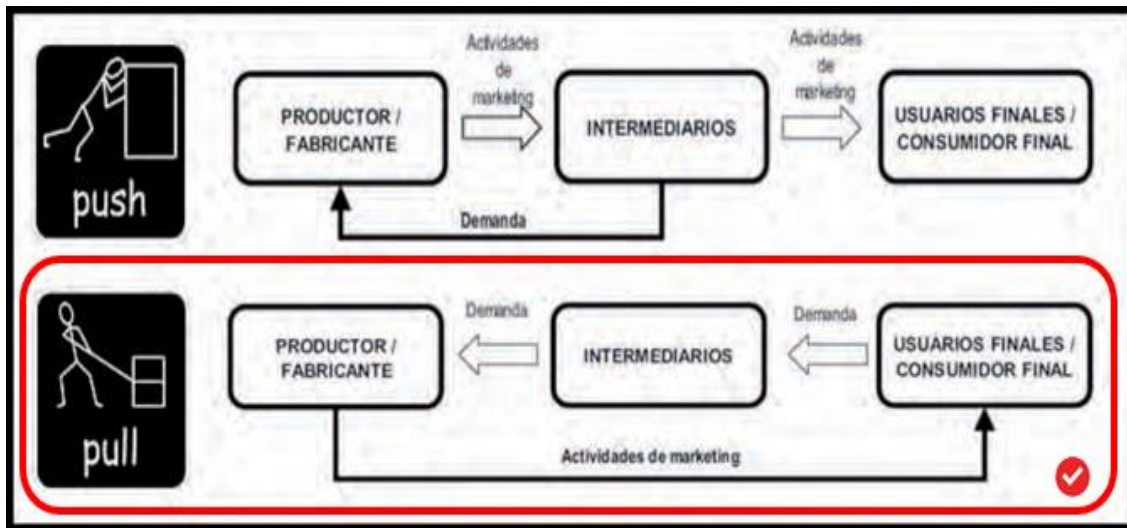 Actividades
de
marketing
Actividades
de
marketing
PRODUCTOR /
FABRICANTE
INTERMEDIARIOS
USUARIOS FINALES /
CONSUMIDOR FINAL
push
Demanda
Demanda
Demanda
PRODUCTOR /
FABRICANTE
INTERMEDIARIOS
USUARIOS FINALES /
CONSUMIDOR FINAL
pull
Actividades de marketing